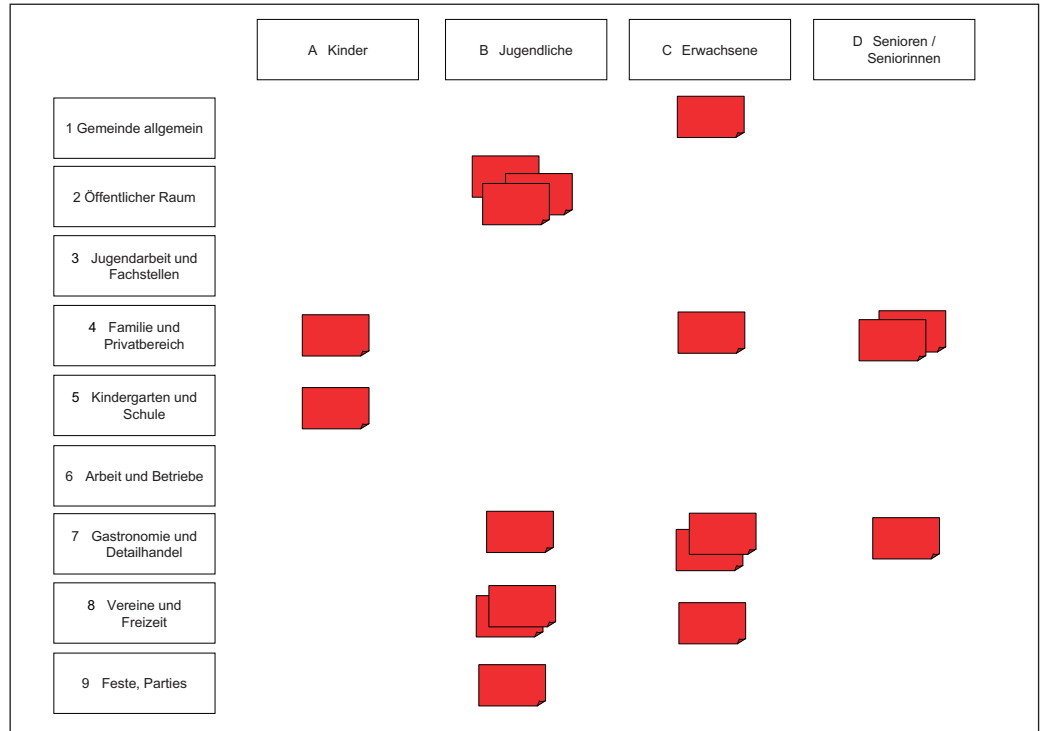 A Kinder
B Jugendliche
C Erwachsene
D Senioren /
Seniorinnen
1 Gemeinde allgemein
2 Öffentlicher Raum
3 Jugendarbeit und
Fachstellen
4 Familie und
Privatbereich
5 Kindergarten und
Schule
6 Arbeit und Betriebe
7 Gastronomie und
Detailhandel
8 Vereine und
Freizeit
9 Feste, Parties